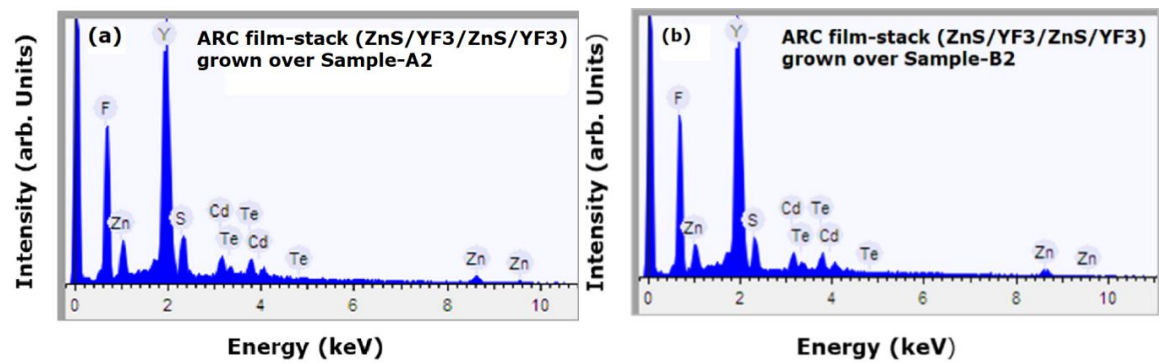 (a)
ARC film-stack (ZnS/YF3/ZnS/YF3)
grown over Sample-A2
Intensity (arb. Units)
Y
F
Zn
S
Cd
Te
Te
Cd
Te
Zn
Zn
0 2 4 6 8 10
Energy (keV)
(b)
ARC film-stack (ZnS/YF3/ZnS/YF3)
grown over Sample-B2
Intensity (arb. Units)
Y
F
Zn
S
Cd
Te
Te
Cd
Te
Zn
Zn
0 2 4 6 8 10
Energy (keV)